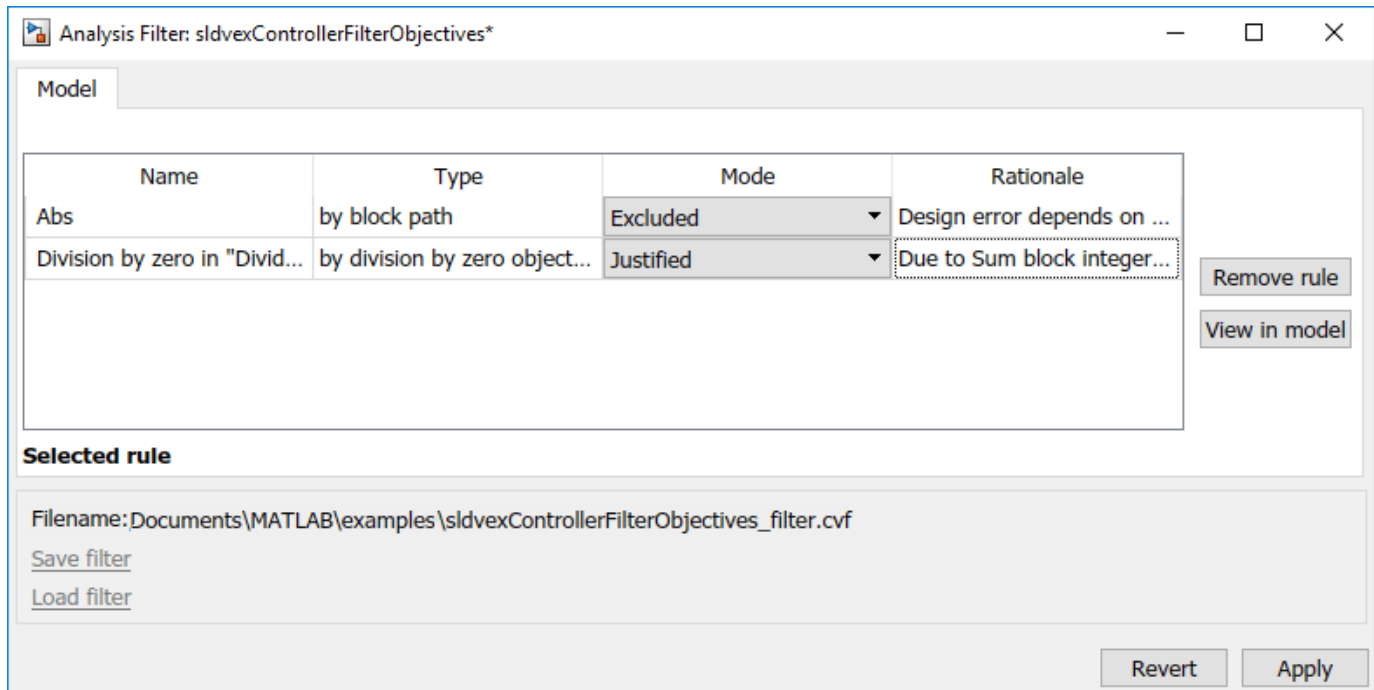 Analysis Filter: sldvexControllerFilterObjectives*
Model
Name Type Mode Rationale
Abs by block path Excluded Design error depends on ...
Division by zero in "Divid... by division by zero object... Justified Due to Sum block integer...
Remove rule
View in model
Selected rule
Filename:Documents\MATLAB\examples\sldvexControllerFilterObjectives_filter.cvf
Save filter
Load filter
Revert Apply